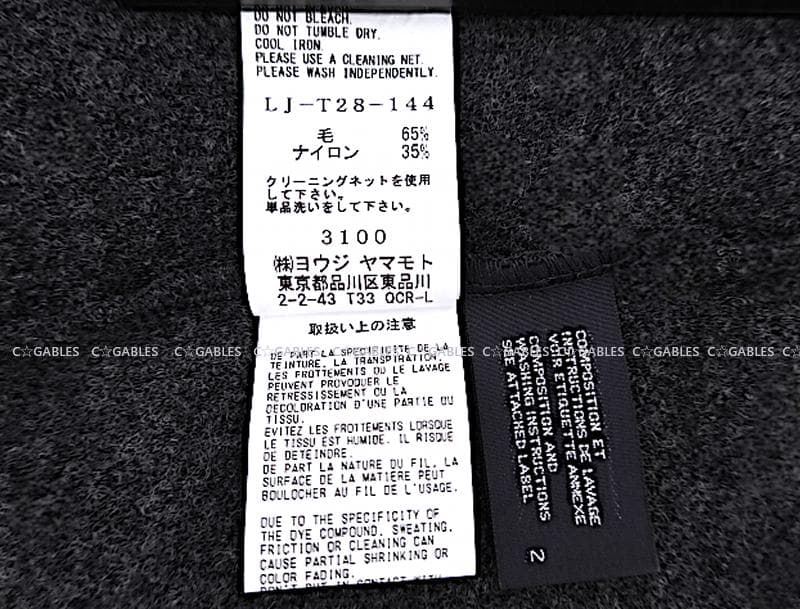 DO NOT BLEACH.
DO NOT TUMBLE DRY.
COOL IRON.
PLEASE USE A CLEANING NET.
PLEASE WASH INDEPENDENTLY.
LJ-T28-144
毛 65%
ナイロン 35%
クリーニングネットを使用
して下さい。
単品洗いをして下さい。
3100
㈱ヨウジ ヤマモト
東京都品川区東品川
2-2-43 T33 QCR-L
取扱い上の注意
DE PART LA SPECIFICITE DE LA
TEINTURE, LA TRANSPIRATION,
LES FROTTEMENTS OU LE LAVAGE
PEUVENT PROVOQUER LE
RETRESSISSEMENT OU LA
DECOLORATION D'UNE PARTIE DU
TISSU.
EVITEZ LES FROTTEMENTS LORSQUE
LE TISSU EST HUMIDE. IL RISQUE
DE DETEINDRE.
DE PART LA NATURE DU FIL, LA
SURFACE DE LA MATIERE PEUT
BOULOCHER AU FIL DE L'USAGE.
DUE TO THE SPECIFICITY OF
THE DYE COMPOUND, SWEATING,
FRICTION OR CLEANING CAN
CAUSE PARTIAL SHRINKING OR
COLOR FADING.
DON'T PUT IN CONTACT WITH
COMPOSITION ET
INSTRUCTIONS DE LAVAGE
VOIR ETIQUETTE ANNEXE
COMPOSITION AND
WASHING INSTRUCTIONS
SEE ATTACHED LABEL
2
C☆GABLES C☆GABLES C☆GABLES C☆GABLES C☆GABLES C☆GABLES C☆GABLES C☆GABLES C☆GABLES C☆GABLES